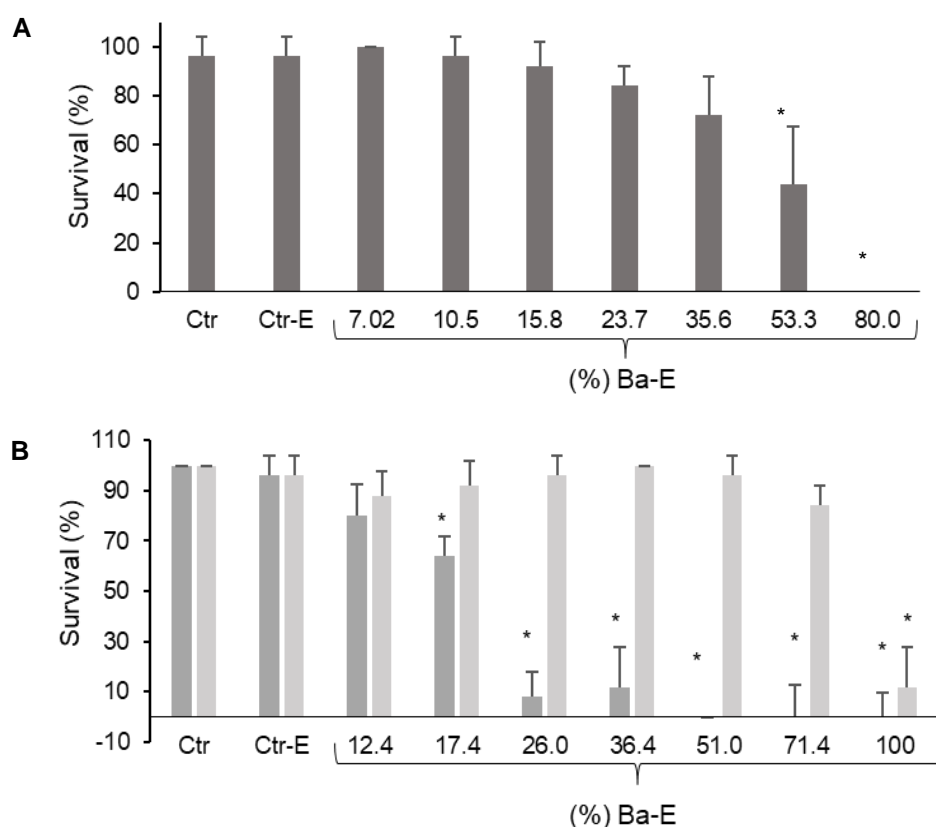 A
Survival (%)
100
80
60
40
20
0
*
*
Ctr Ctr-E 7.02 10.5 15.8 23.7 35.6 53.3 80.0
(%) Ba-E
B
Survival (%)
110
90
70
50
30
10
-10
*
*
*
*
*
*
*
Ctr Ctr-E 12.4 17.4 26.0 36.4 51.0 71.4 100
(%) Ba-E